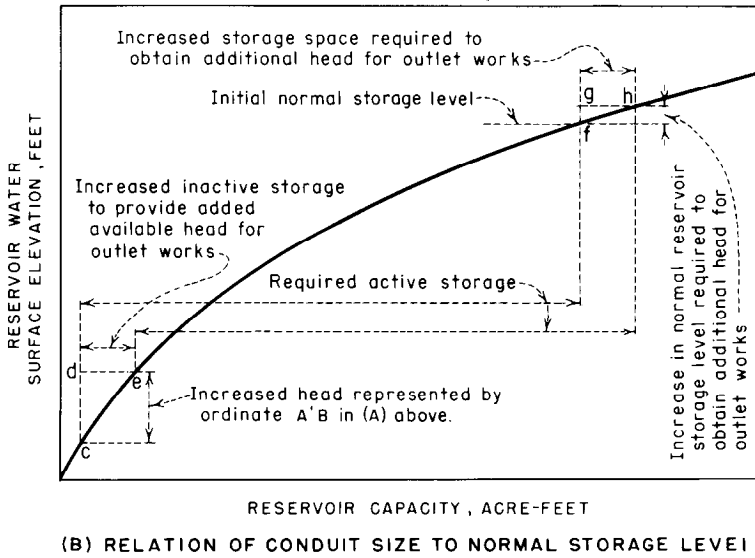 Increased storage space required to
obtain additional head for outlet works
Initial normal storage level
g h
f
Increased inactive storage
to provide added
available head for
outlet works
Required active storage
d
e
c
Increased head represented by
ordinate A'B in (A) above.
Increase in normal reservoir
storage level required to
obtain additional head for
outlet works
RESERVOIR WATER
SURFACE ELEVATION, FEET
RESERVOIR CAPACITY, ACRE-FEET
(B) RELATION OF CONDUIT SIZE TO NORMAL STORAGE LEVEL